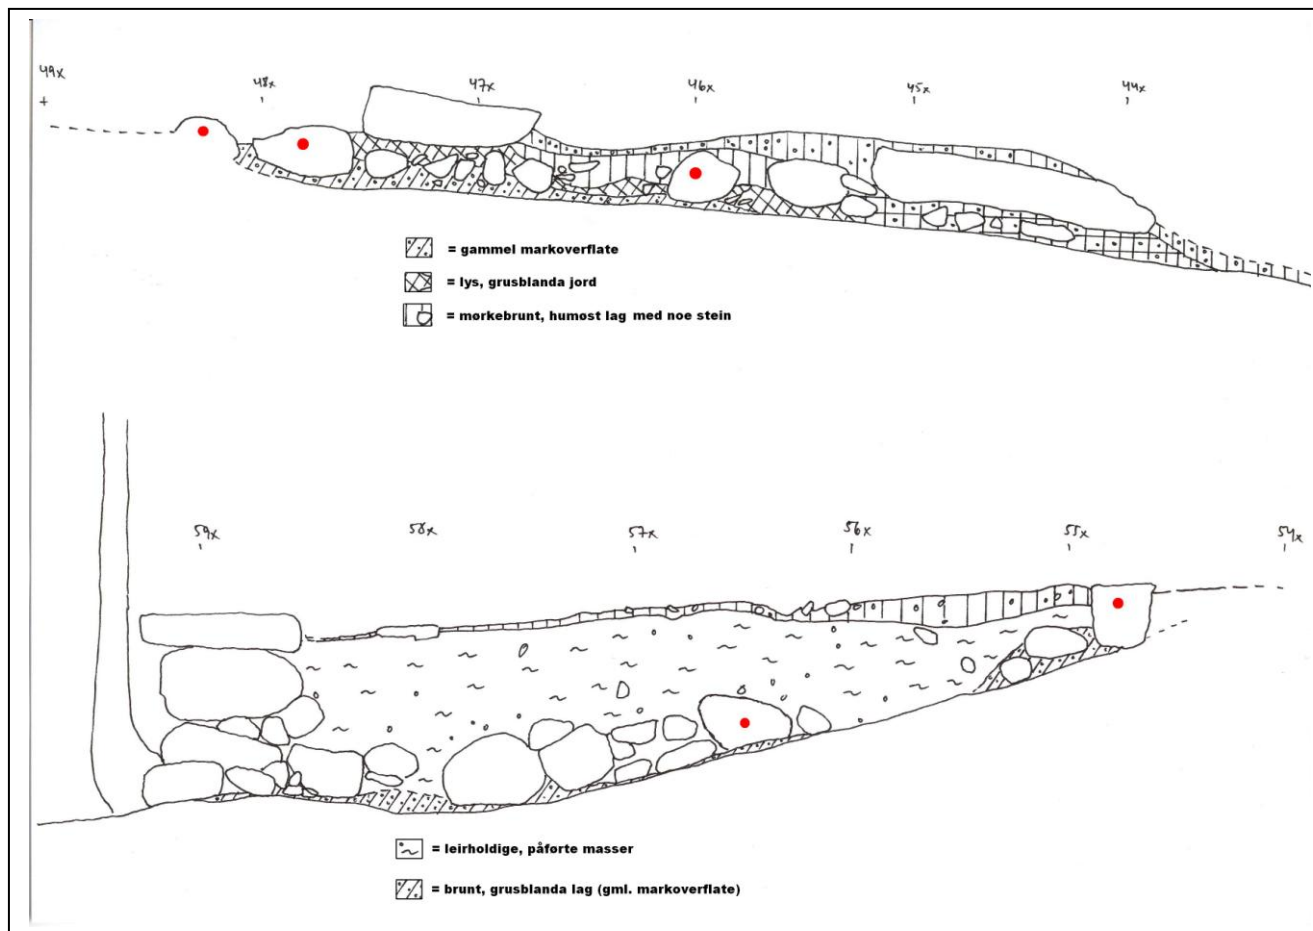 49x 48x 47x 46x 45x 44x
= gammel markoverflate
= lys, grusblanda jord
= mørkebrunt, humøst lag med noe stein
59x 58x 57x 56x 55x 54x
= leirholdige, påførte masser
= brunt, grusblanda lag (gml. markoverflate)